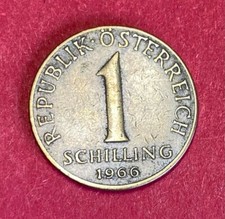 REPUBLIK·ÖSTERREICH
1
SCHILLING
1966